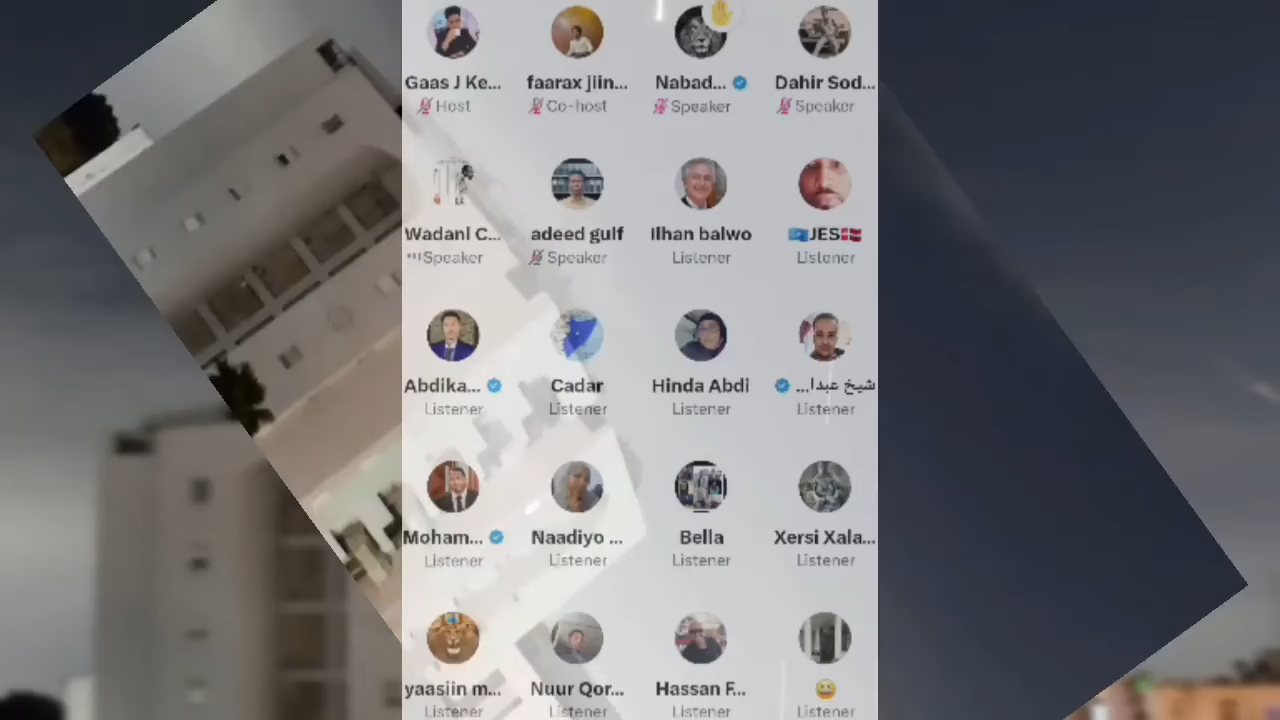 Gaas J Ke... faarax jiin... Nabad... Dahir Sod...
Host Co-host Speaker Speaker
Wadani C... adeed gulf Ilhan balwo JES
Speaker Speaker Listener Listener
Abdika... Cadar Hinda Abdi شيخ عبدا...
Listener Listener Listener Listener
Moham... Naadiyo ... Bella Xersi Xala...
Listener Listener Listener Listener
yaasiin m... Nuur Qor... Hassan F... 😀
Listener Listener Listener Listener